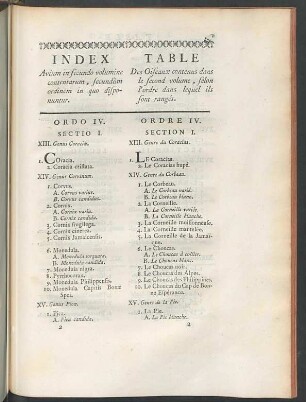 INDEX
Avium in secundo volumine
contentarum, secundùm
ordinem in quo dispo-
nuntur.
ORDO IV.
SECTIO I.
XIII. Genus Coracia.
1. CORACIA.
2. Coracia cristata.
XIV. Genus Corvinum.
1. Corvus.
A. Corvus varius.
B. Corvus candidus.
2. Cornix.
A. Cornix varia.
B. Cornix candida.
3. Cornix frugilega.
4. Cornix cinerea.
5. Cornix Jamaicensis.
6. Monedula.
A. Monedula torquata.
B. Monedula candida.
7. Monedula nigra.
8. Pyrrhocorax.
9. Monedula Philippensis.
10. Monedula Capitis Bonæ
Spei.
XV. Genus Picæ.
1. Pica.
A. Pica candida.
2
TABLE
Des Oiseaux contenus dans
le second volume, selon
l'ordre dans lequel ils
sont rangés.
ORDRE IV.
SECTION I.
XIII. Genre du Coracias.
1. LE Coracias.
2. Le Coracias hupé.
XIV. Genre du Corbeau.
1. Le Corbeau.
A. Le Corbeau varié.
B. Le Corbeau blanc.
2. La Corneille.
A. La Corneille variée.
B. La Corneille blanche.
3. La Corneille moissonneuse.
4. La Corneille mantelée.
5. La Corneille de la Jamaï-
que.
6. Le Choucas.
A. Le Choucas à collier.
B. Le Choucas blanc.
7. Le Choucas noir.
8. Le Choucas des Alpes.
9. Le Choucas des Philippines.
10. Le Choucas du Cap de Bon-
ne Espérance.
XV. Genre de la Pie.
1. La Pie.
A. La Pie blanche.
a